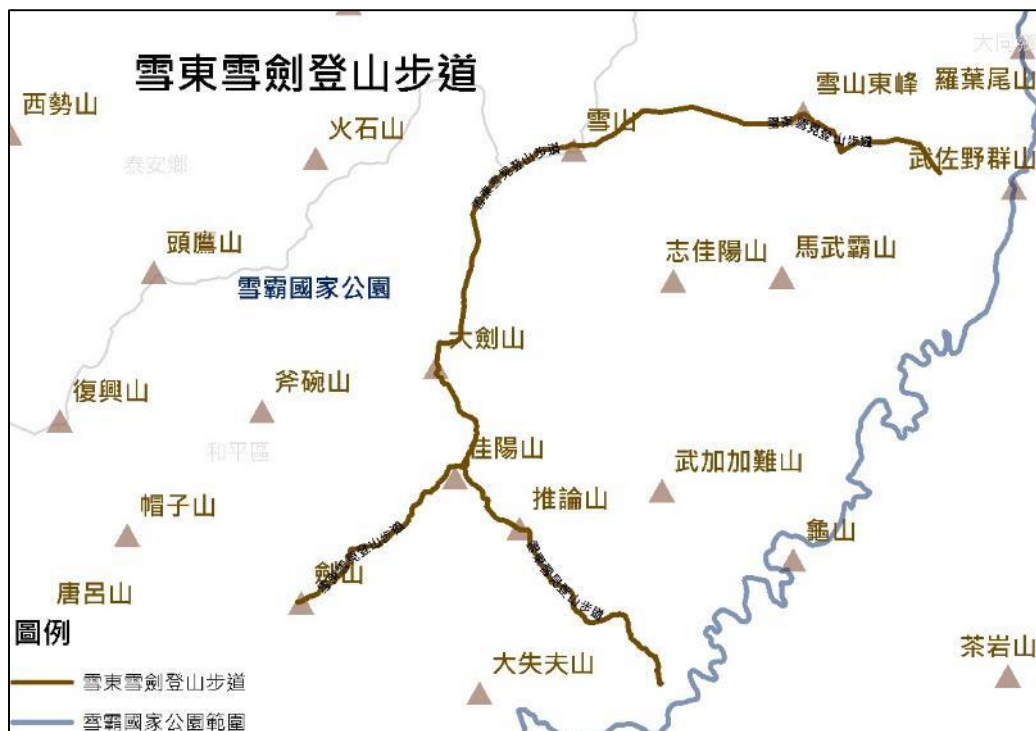 雪東雪劍登山步道
大同鄉
羅葉尾山
雪山東峰
西勢山
火石山
雪山
泰安鄉
武佐野群山
頭鷹山
志佳陽山
馬武霸山
雪霸國家公園
大劍山
復興山
斧碗山
和平區
佳陽山
武加加難山
帽子山
推論山
龜山
劍山
唐呂山
圖例
大失夫山
茶岩山
雪東雪劍登山步道
雪霸國家公園範圍